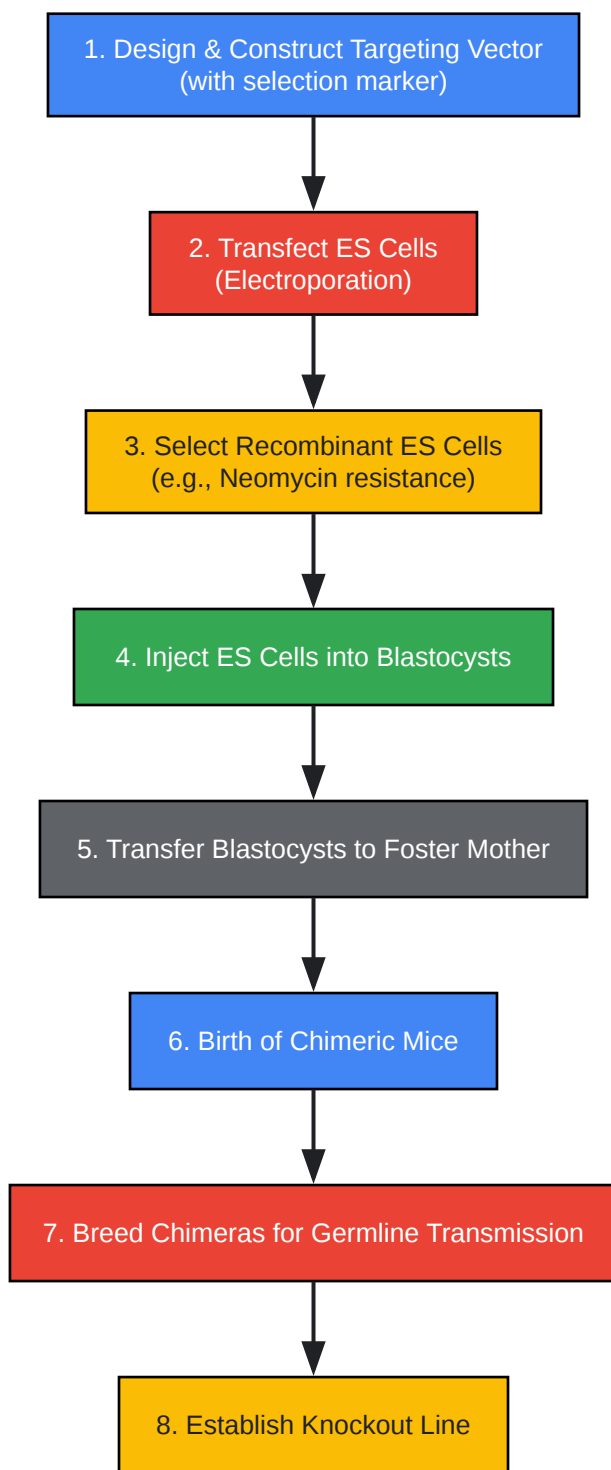 1. Design & Construct Targeting Vector
(with selection marker)
2. Transfect ES Cells
(Electroporation)
3. Select Recombinant ES Cells
(e.g., Neomycin resistance)
4. Inject ES Cells into Blastocysts
5. Transfer Blastocysts to Foster Mother
6. Birth of Chimeric Mice
7. Breed Chimeras for Germline Transmission
8. Establish Knockout Line